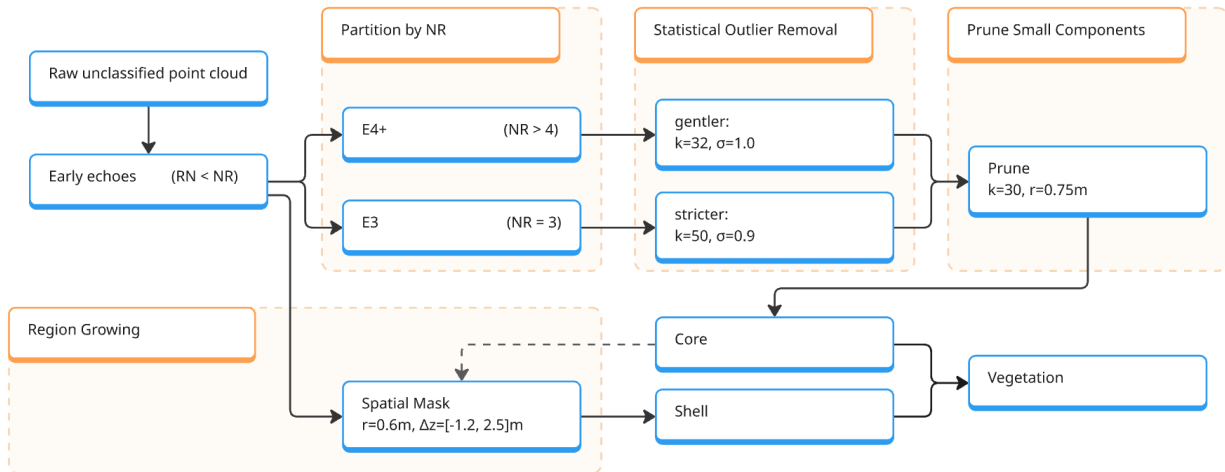 Partition by NR
Statistical Outlier Removal
Prune Small Components
Raw unclassified point cloud
E4+ (NR > 4)
gentler:
k=32, σ=1.0
Early echoes (RN < NR)
Prune
k=30, r=0.75m
E3 (NR = 3)
stricter:
k=50, σ=0.9
Region Growing
Core
Vegetation
Spatial Mask
r=0.6m, Δz=[-1.2, 2.5]m
Shell